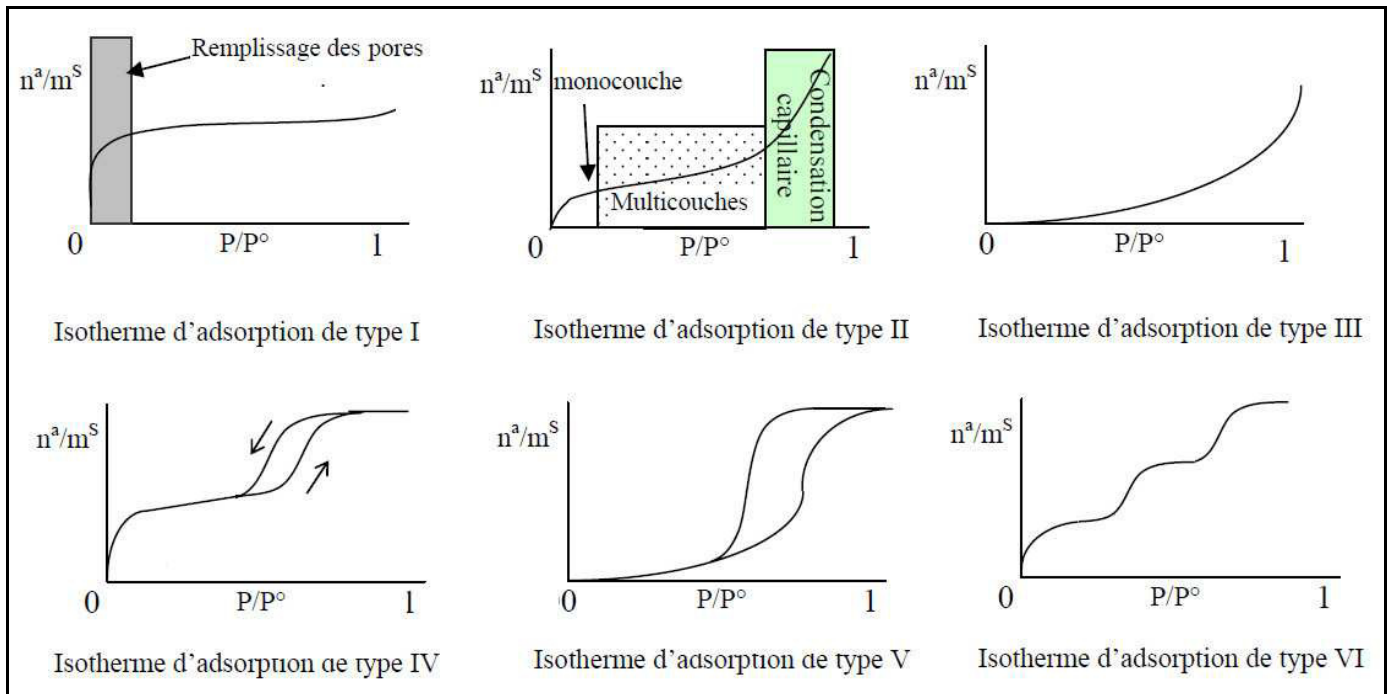 Remplissage des pores
nᵃ/mˢ
0 P/P° 1
Isotherme d'adsorption de type I
nᵃ/mˢ
monocouche
Multicouches
Condensation
capillaire
0 P/P° 1
Isotherme d'adsorption de type II
nᵃ/mˢ
0 P/P° 1
Isotherme d'adsorption de type III
nᵃ/mˢ
0 P/P° 1
Isotherme d'adsorption de type IV
nᵃ/mˢ
00 P/P° 1
Isotherme d'adsorption de type V
nᵃ/mˢ
0 P/P° 1
Isotherme d'adsorption de type VI